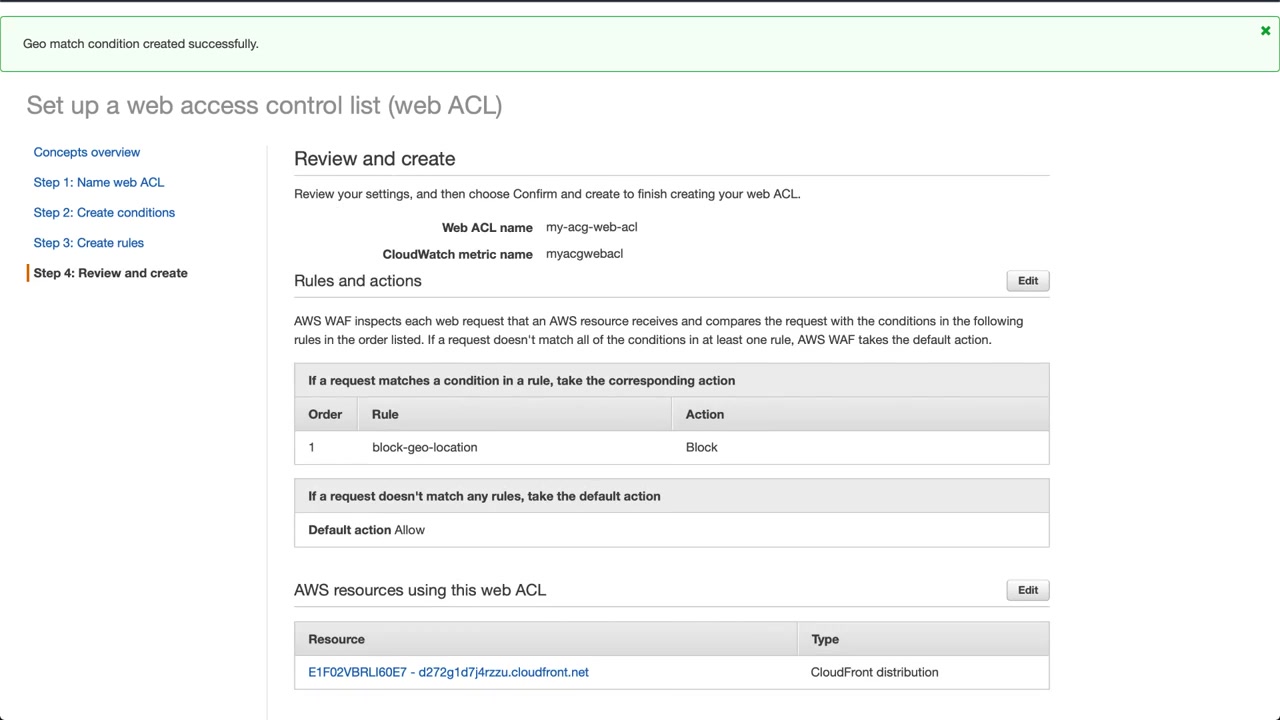 Geo match condition created successfully.
Set up a web access control list (web ACL)
Concepts overview
Step 1: Name web ACL
Step 2: Create conditions
Step 3: Create rules
Step 4: Review and create
Review and create
Review your settings, and then choose Confirm and create to finish creating your web ACL.
Web ACL name my-acg-web-acl
CloudWatch metric name myacgwebacl
Rules and actions Edit
AWS WAF inspects each web request that an AWS resource receives and compares the request with the conditions in the following
rules in the order listed. If a request doesn't match all of the conditions in at least one rule, AWS WAF takes the default action.
If a request matches a condition in a rule, take the corresponding action
Order Rule Action
1 block-geo-location Block
If a request doesn't match any rules, take the default action
Default action Allow
AWS resources using this web ACL Edit
Resource Type
E1F02VBRLI60E7 - d272g1d7j4rzzu.cloudfront.net CloudFront distribution